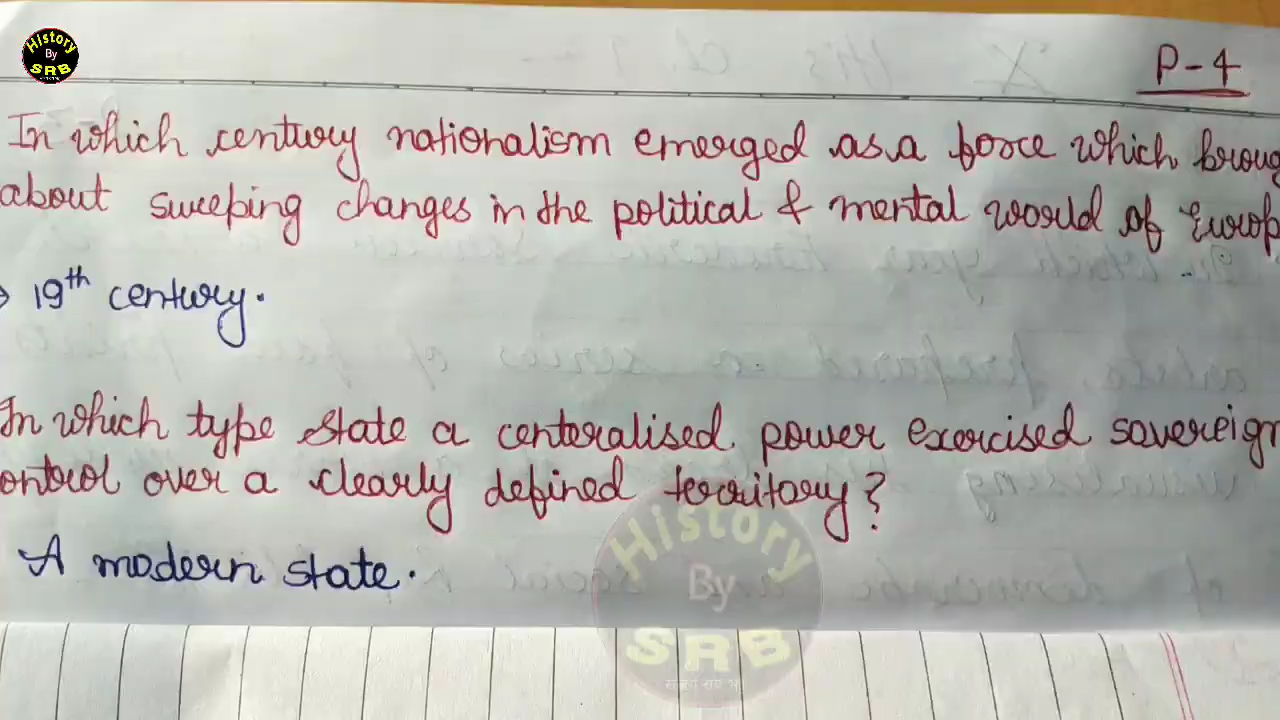 History
By
SRB
P-4
In which century nationalism emerged as a force which broug
about sweeping changes in the political & mental world of Europ
19th century.
In which type state a centeralised power exercised sovereign
ontrol over a clearly defined territory?
A modern state.
History
By
SRB